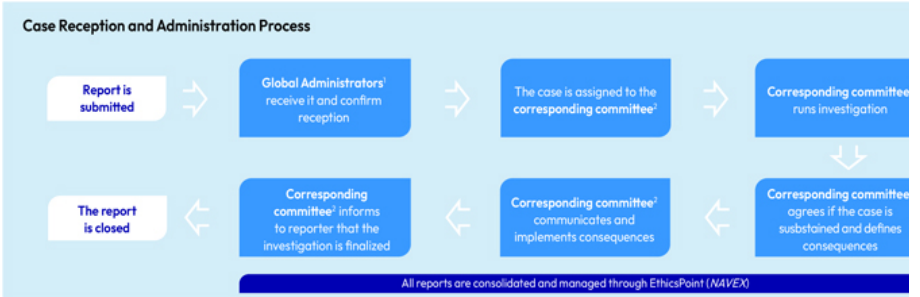 Case Reception and Administration Process
Report is
submitted
Global Administrators¹
receive it and confirm
reception
The case is assigned to the
corresponding committee²
Corresponding committee
runs investigation
Corresponding committee
agrees if the case is
susbstained and defines
consequences
Corresponding committee²
communicates and
implements consequences
Corresponding
committee² informs
to reporter that the
investigation is finalized
The report
is closed
All reports are consolidated and managed through EthicsPoint (NAVEX)